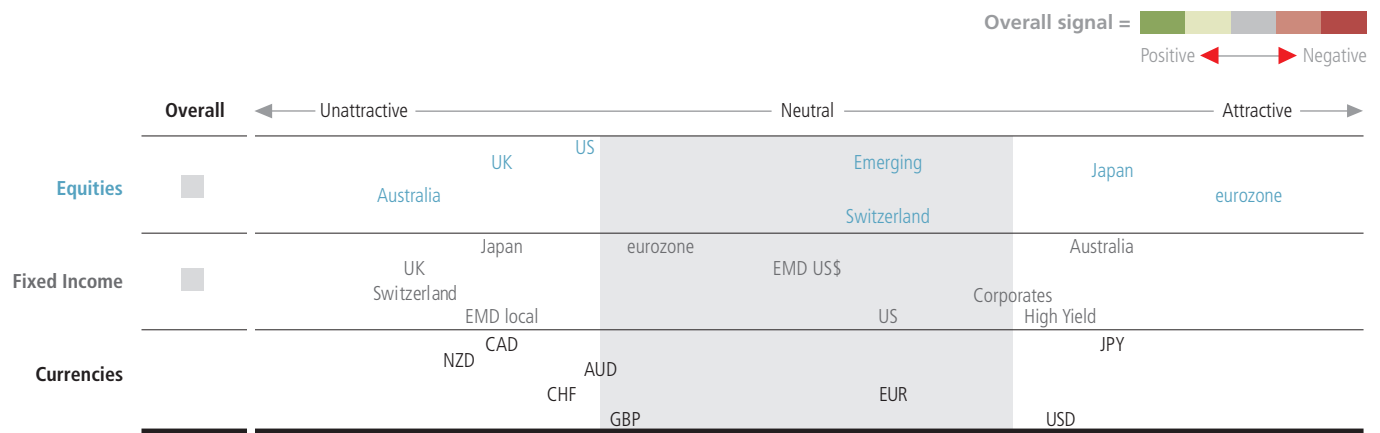 Overall signal =
Positive Negative
Overall Unattractive Neutral Attractive
US
UK Emerging
Japan
Equities
Australia eurozone
Switzerland
Japan eurozone Australia
UK EMD US$
Fixed Income
Switzerland Corporates
EMD local US High Yield
CAD JPY
NZD
AUD
Currencies
CHF EUR
GBP USD